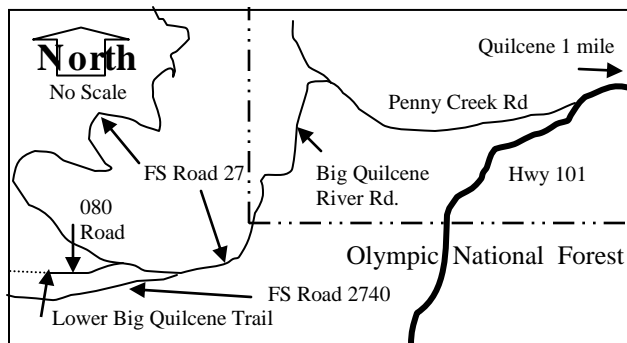 Quilcene 1 mile
North
No Scale
Penny Creek Rd
FS Road 27
Big Quilcene
River Rd.
Hwy 101
080
Road
Olympic National Forest
FS Road 2740
Lower Big Quilcene Trail